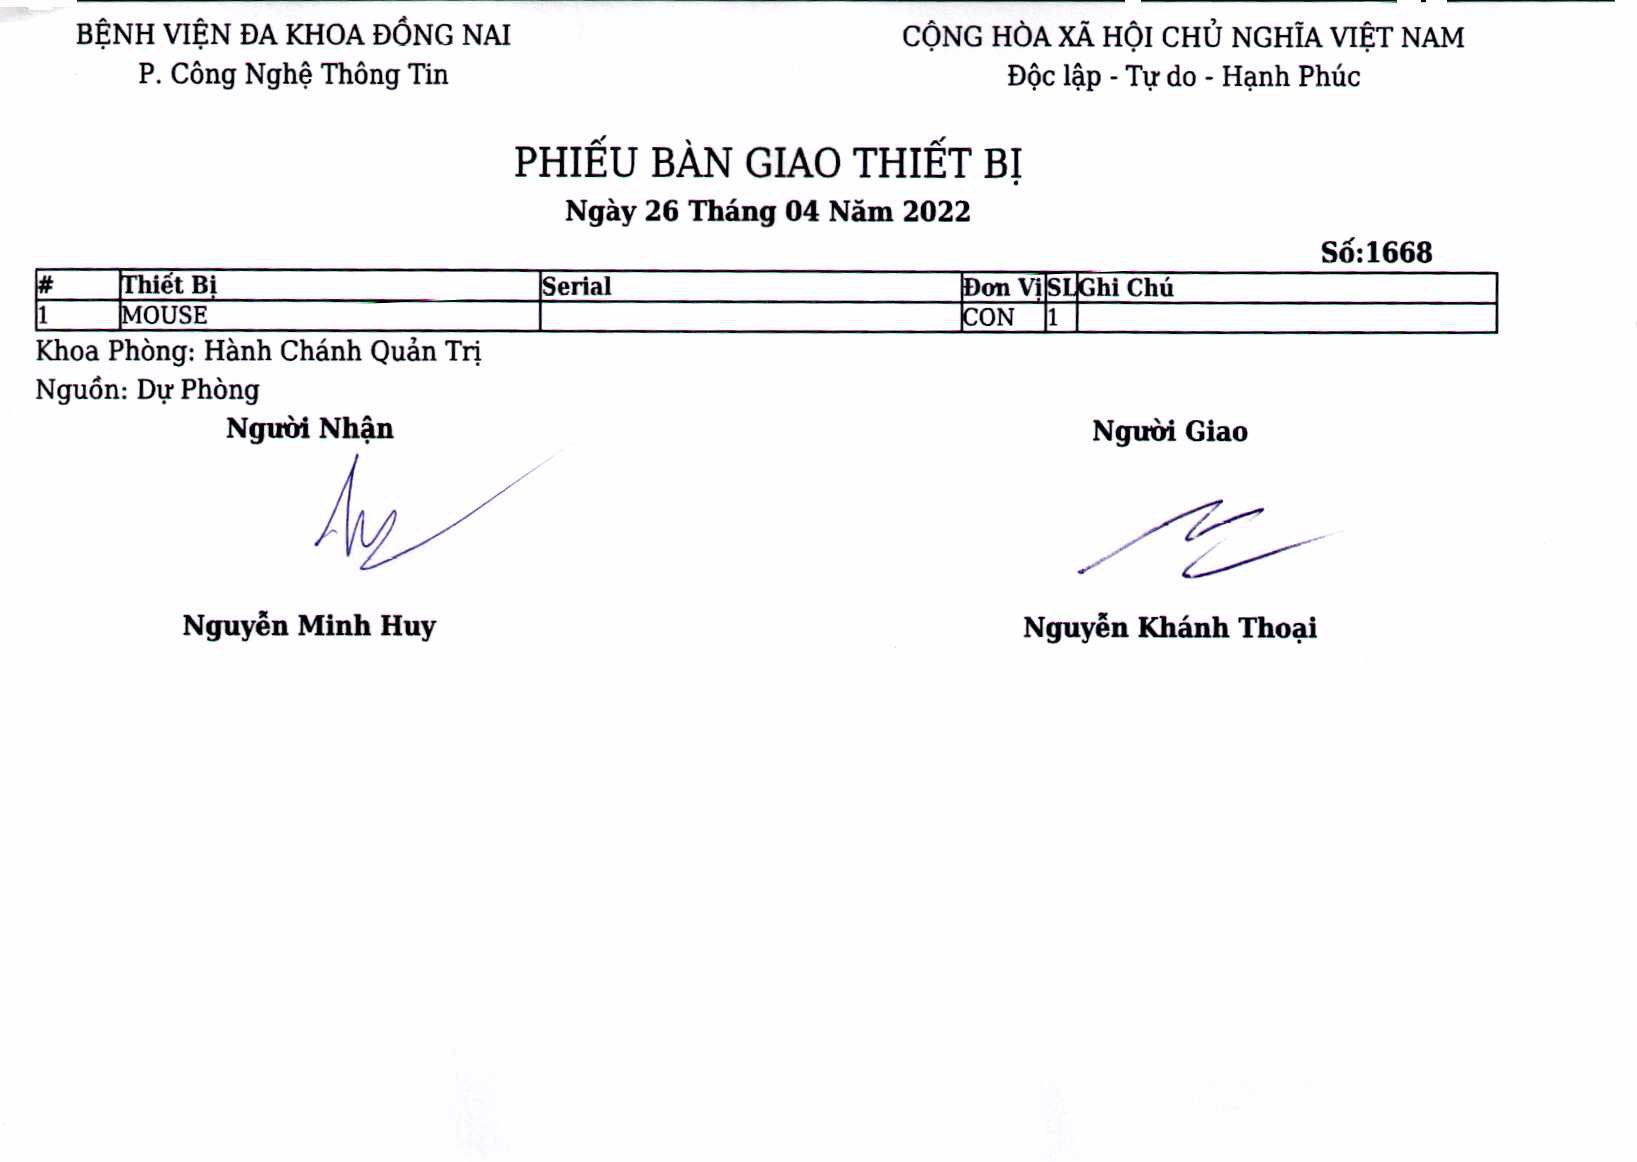 BỆNH VIỆN ĐA KHOA ĐỒNG NAI
P. Công Nghệ Thông Tin
CỘNG HÒA XÃ HỘI CHỦ NGHĨA VIỆT NAM
Độc lập - Tự do - Hạnh Phúc
PHIẾU BÀN GIAO THIẾT BỊ
Ngày 26 Tháng 04 Năm 2022
Số:1668
# Thiết Bị Serial Đơn Vị SL Ghi Chú
1 MOUSE CON 1
Khoa Phòng: Hành Chánh Quản Trị
Nguồn: Dự Phòng
Người Nhận Người Giao
Nguyễn Minh Huy Nguyễn Khánh Thoại